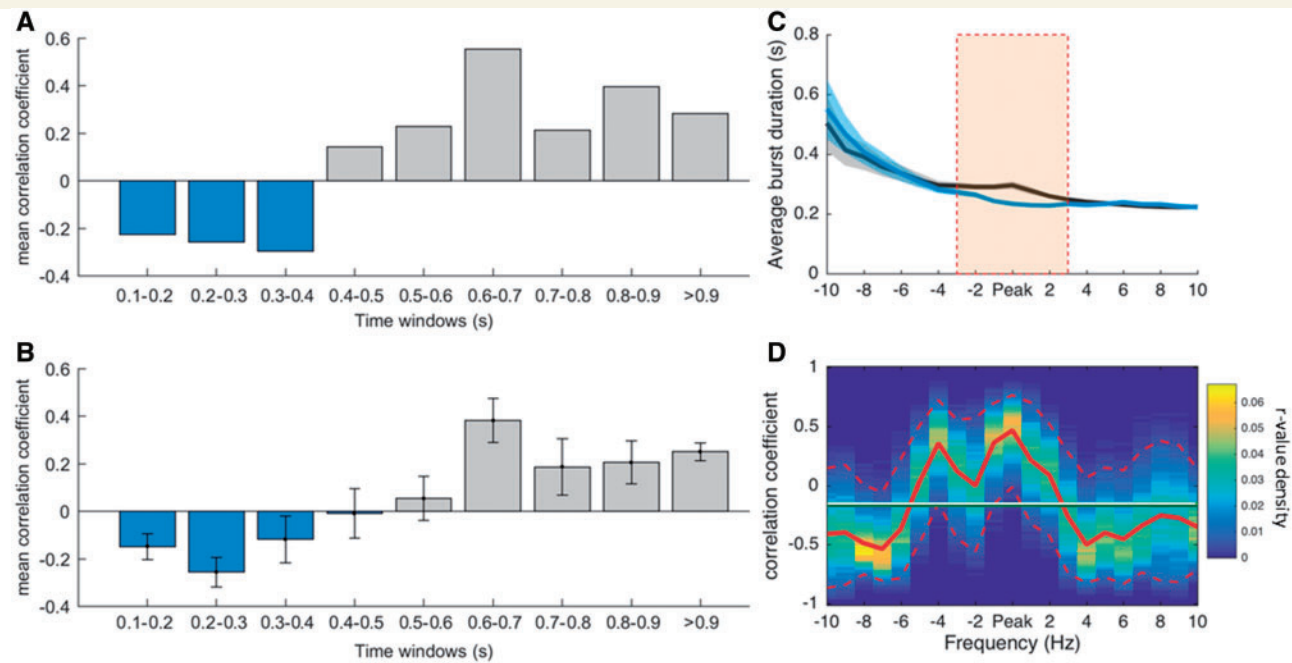 A
mean correlation coefficient
0.6
0.4
0.2
0
-0.2
-0.4
0.1-0.2 0.2-0.3 0.3-0.4 0.4-0.5 0.5-0.6 0.6-0.7 0.7-0.8 0.8-0.9 >0.9
Time windows (s)
B
mean correlation coefficient
0.6
0.4
0.2
0
-0.2
-0.4
0.1-0.2 0.2-0.3 0.3-0.4 0.4-0.5 0.5-0.6 0.6-0.7 0.7-0.8 0.8-0.9 >0.9
Time windows (s)
C
Average burst duration (s)
0.8
0.6
0.4
0.2
0
-10 -8 -6 -4 -2 Peak 2 4 6 8 10
D
correlation coefficient
1
0.5
0
-0.5
-1
-10 -8 -6 -4 -2 Peak 2 4 6 8 10
Frequency (Hz)
0.06
0.05
0.04
0.03
0.02
0.01
0
r-value density